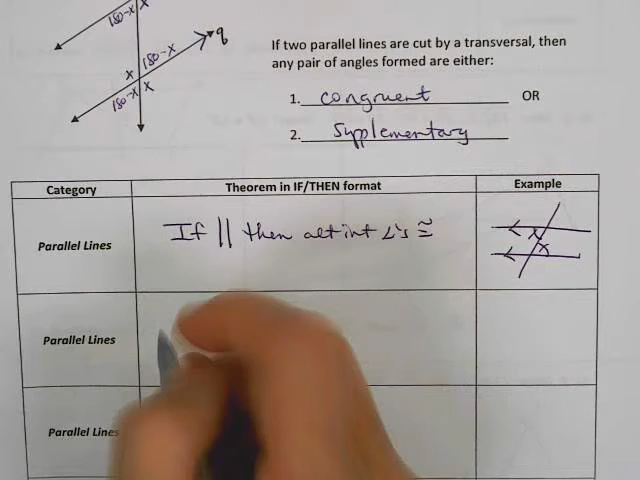 180-x x
q
180-x
x
180-x x
If two parallel lines are cut by a transversal, then
any pair of angles formed are either:
1. congruent OR
2. Supplementary
Category Theorem in IF/THEN format Example
Parallel Lines If || then alt int ∠'s ≅
x
x
Parallel Lines
Parallel Lines